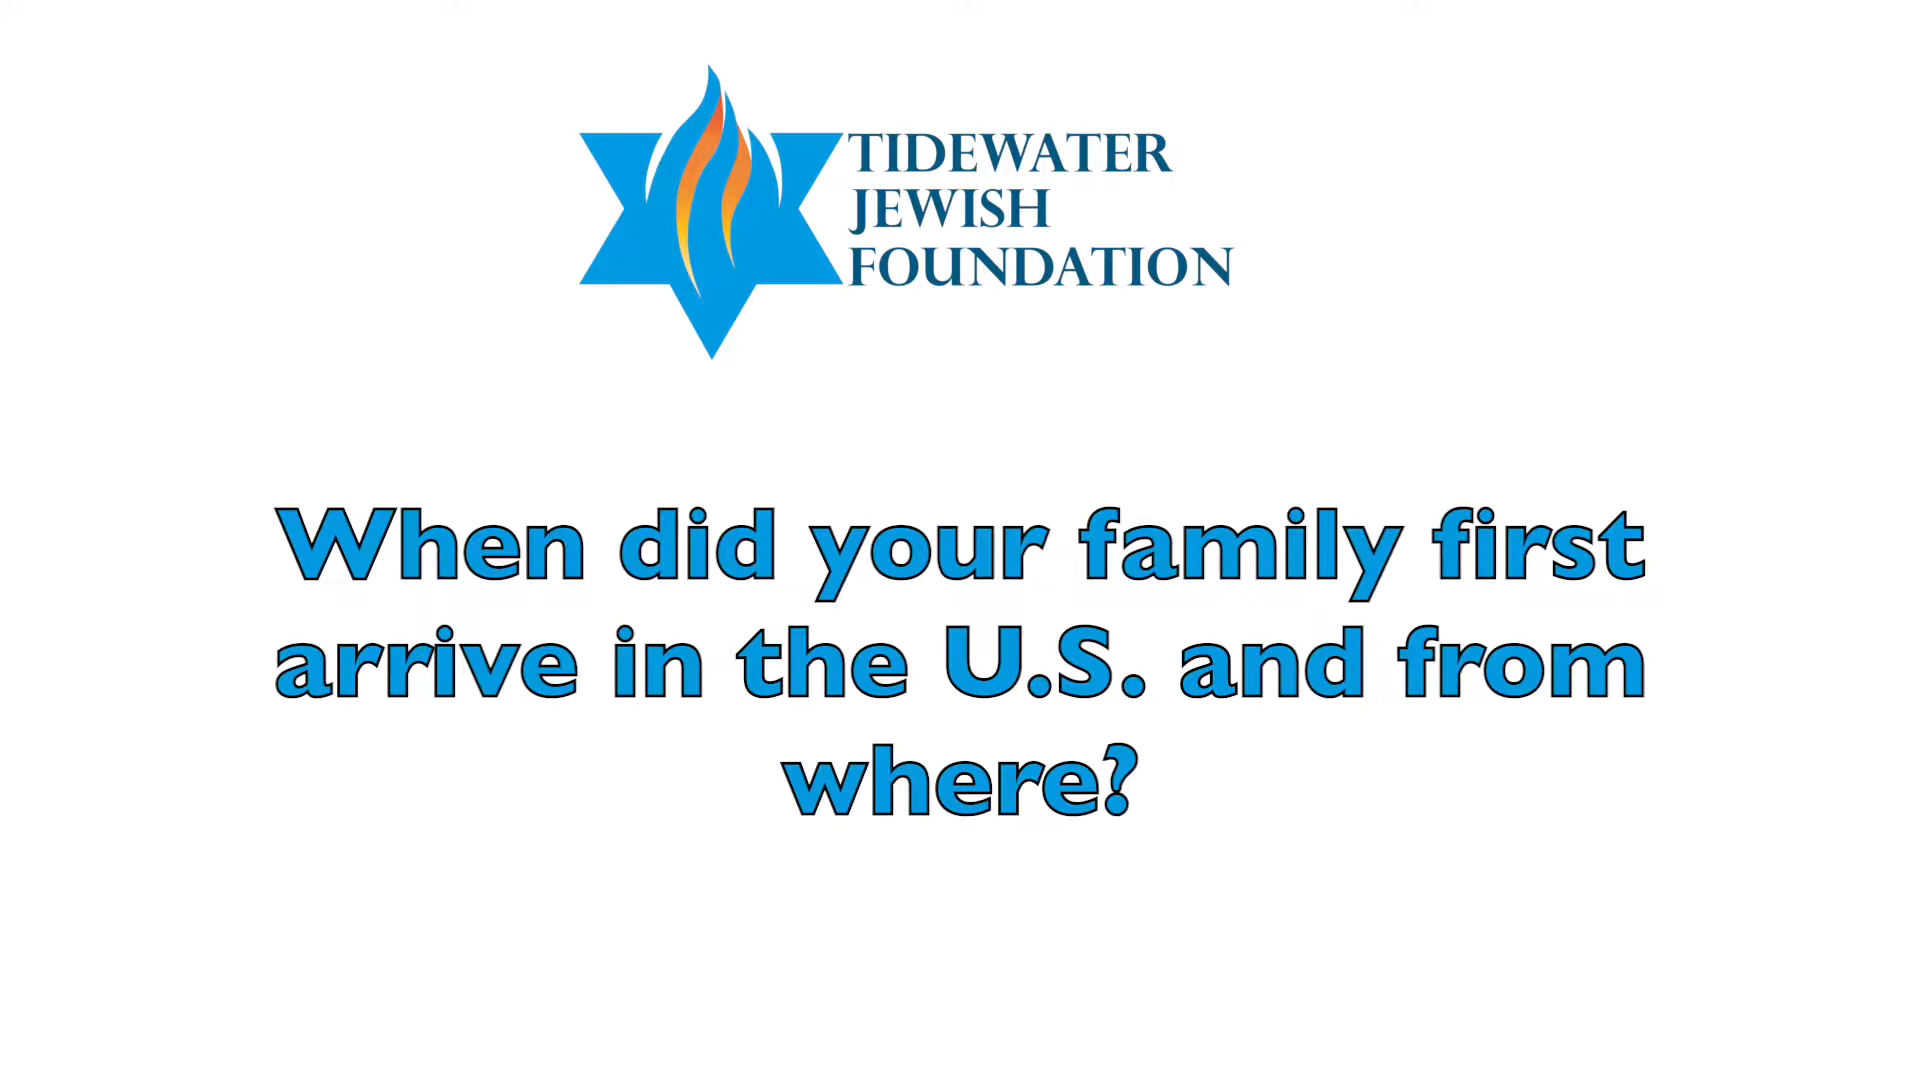 TIDEWATER
JEWISH
FOUNDATION
When did your family first
arrive in the U.S. and from
where?